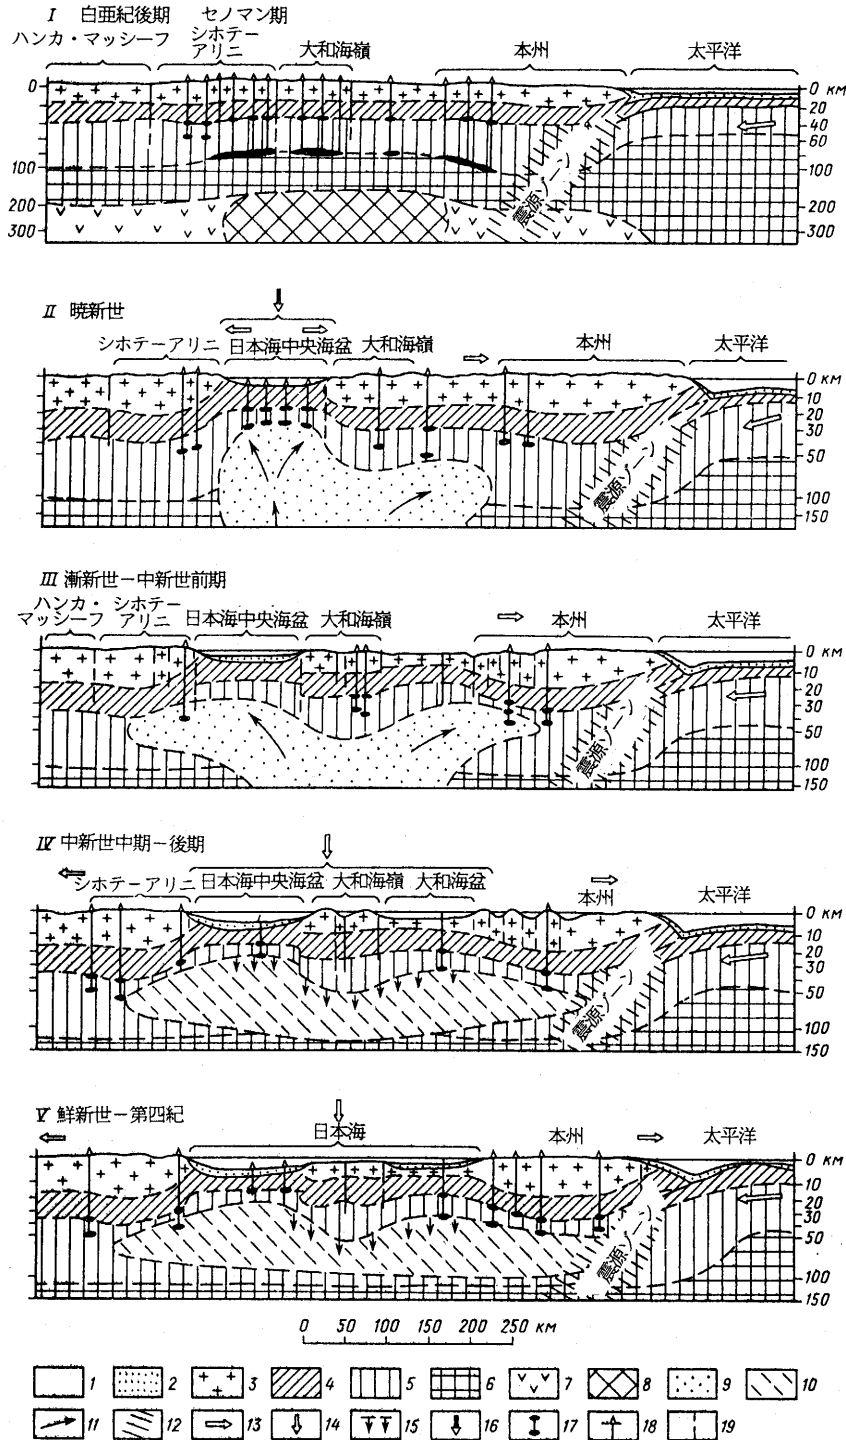 I 白亜紀後期 セノマン期
ハンカ・マッシーフ シホテー
アリニ 大和海嶺 本州 太平洋
0 0 КМ
20
40
60
100 100
200 200
300 300
震源ゾーン
II 暁新世
シホテーアリニ 日本海中央海盆 大和海嶺 本州 太平洋
0 КМ
10
20
30
50
100
150
震源ゾーン
III 漸新世－中新世前期
ハンカ・ シホテー
マッシーフ アリニ 日本海中央海盆 大和海嶺 本州 太平洋
0 КМ
10
20
30
50
100
150
震源ゾーン
IV 中新世中期－後期
シホテーアリニ 日本海中央海盆 大和海嶺 大和海盆 本州 太平洋
0 КМ
10
20
30
50
100
150
震源ゾーン
V 鮮新世－第四紀
日本海 本州 太平洋
0 КМ
10
20
30
50
100
150
震源ゾーン
0 50 100 150 200 250 КМ
1 2 3 4 5 6 7 8 9 10
11 12 13 14 15 16 17 18 19